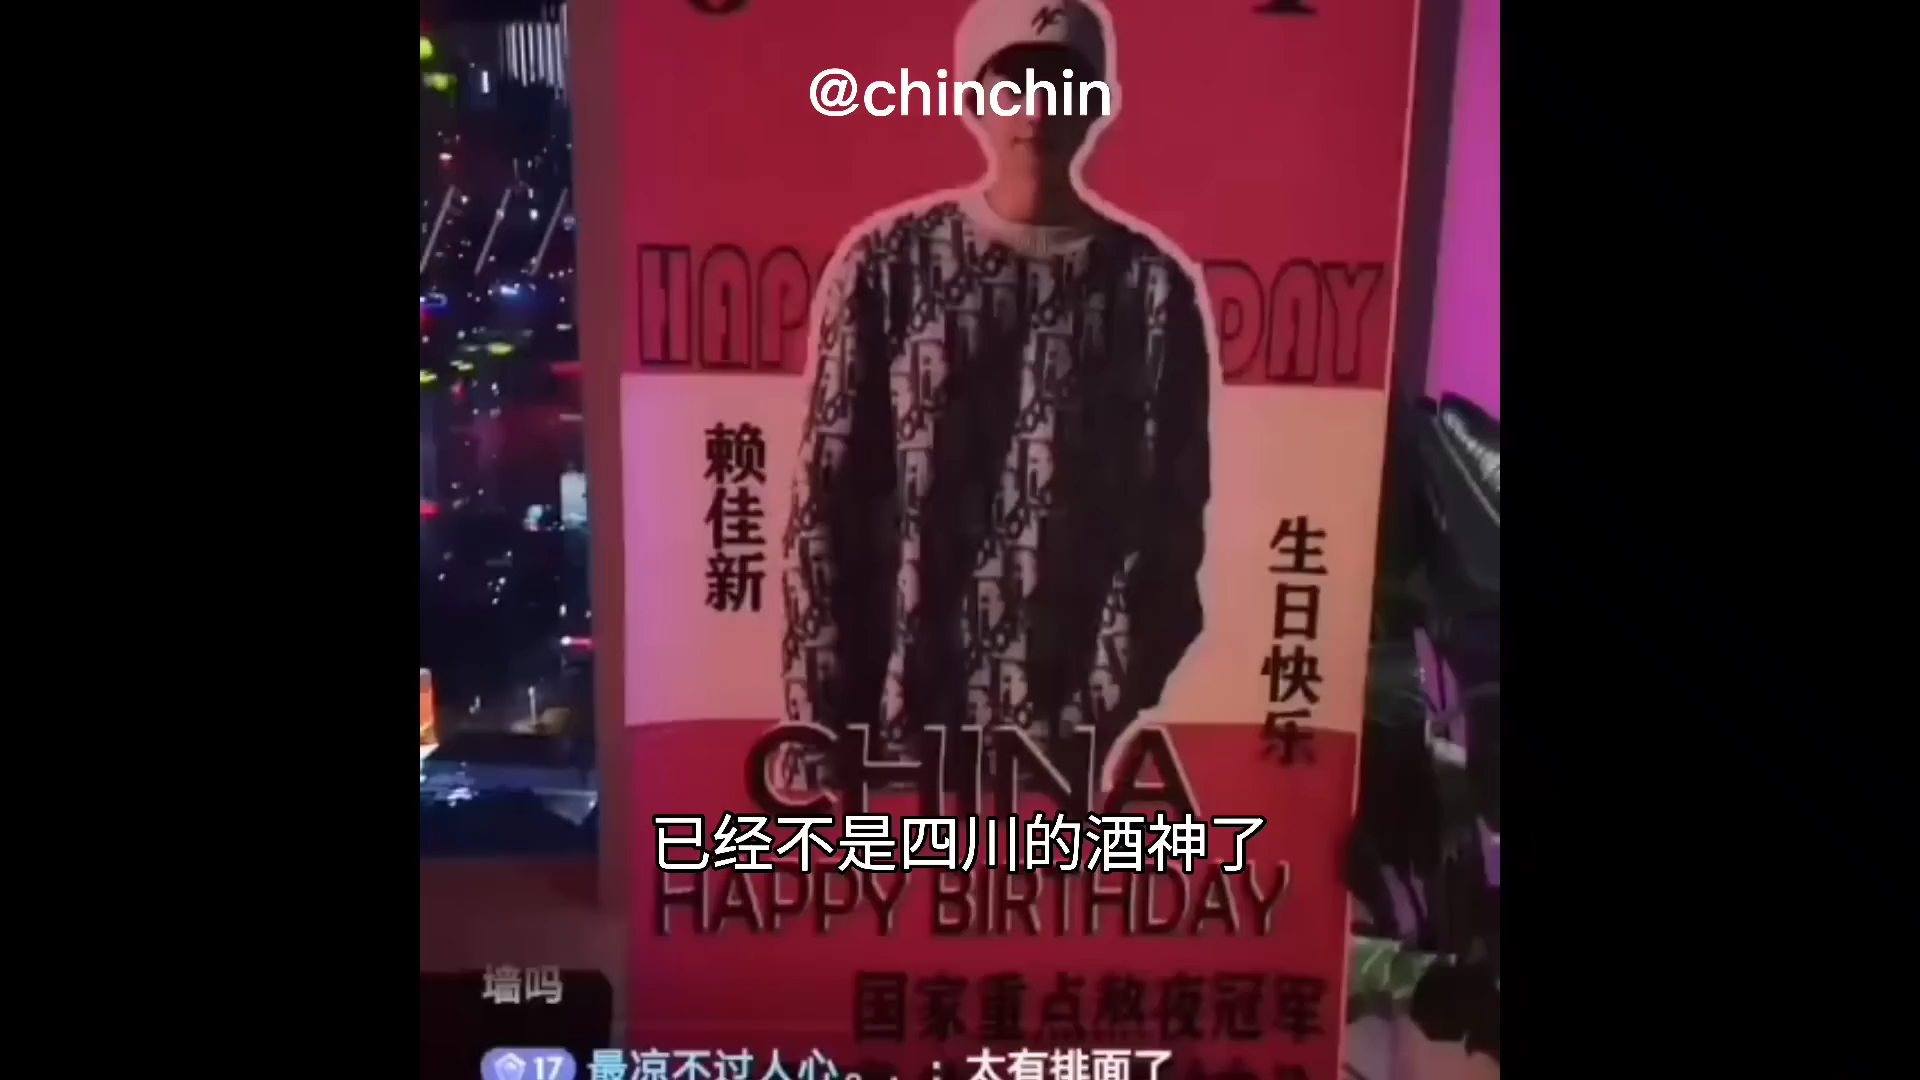 @chinchin
赖佳新
生日快乐
CHINA
已经不是四川的酒神了
HAPPY BIRTHDAY
墙吗
国家重点熬夜冠军
17 最凉不过人心。. : 太有排面了